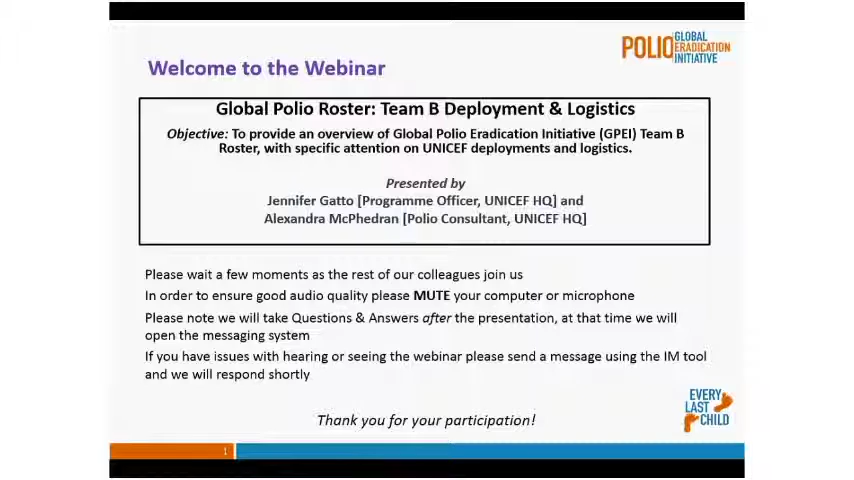 Welcome to the Webinar
POLIO GLOBAL
ERADICATION
INITIATIVE
Global Polio Roster: Team B Deployment & Logistics
Objective: To provide an overview of Global Polio Eradication Initiative (GPEI) Team B
Roster, with specific attention on UNICEF deployments and logistics.
Presented by
Jennifer Gatto [Programme Officer, UNICEF HQ] and
Alexandra McPhedran [Polio Consultant, UNICEF HQ]
Please wait a few moments as the rest of our colleagues join us
In order to ensure good audio quality please MUTE your computer or microphone
Please note we will take Questions & Answers after the presentation, at that time we will
open the messaging system
If you have issues with hearing or seeing the webinar please send a message using the IM tool
and we will respond shortly
EVERY
LAST
CHILD
Thank you for your participation!
1